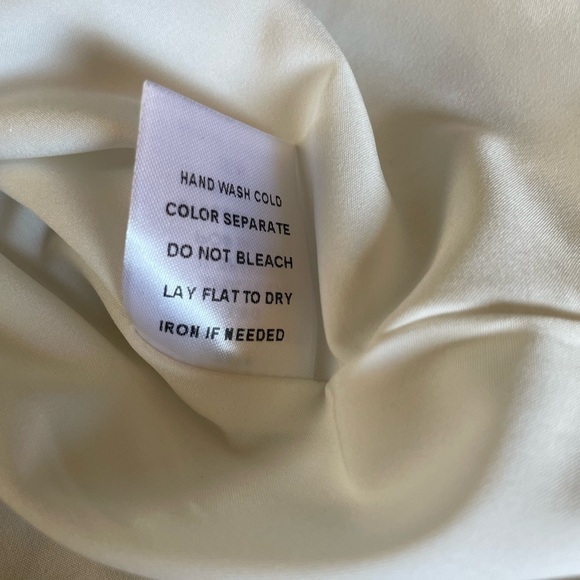 HAND WASH COLD
COLOR SEPARATE
DO NOT BLEACH
LAY FLAT TO DRY
IRON IF NEEDED